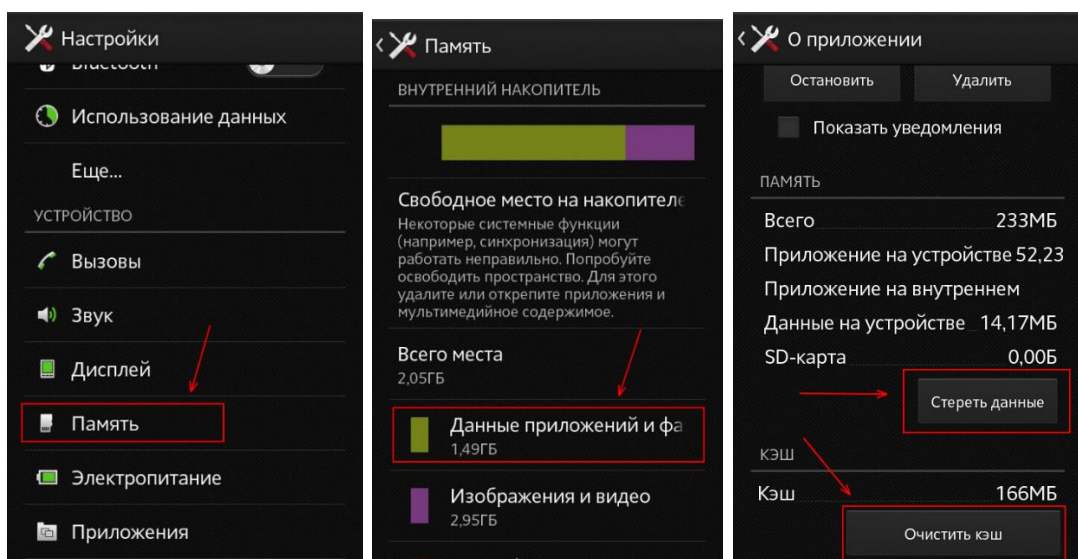 Настройки
Bluetooth
Использование данных
Еще...
УСТРОЙСТВО
Вызовы
Звук
Дисплей
Память
Электропитание
Приложения
Память
ВНУТРЕННИЙ НАКОПИТЕЛЬ
Свободное место на накопителе
Некоторые системные функции
(например, синхронизация) могут
работать неправильно. Попробуйте
освободить пространство. Для этого
удалите или открепите приложения и
мультимедийное содержимое.
Всего места
2,05ГБ
Данные приложений и фа
1,49ГБ
Изображения и видео
2,95ГБ
О приложении
Остановить Удалить
Показать уведомления
ПАМЯТЬ
Всего 233МБ
Приложение на устройстве 52,23
Приложение на внутреннем
Данные на устройстве 14,17МБ
SD-карта 0,00Б
Стереть данные
КЭШ
Кэш 166МБ
Очистить кэш